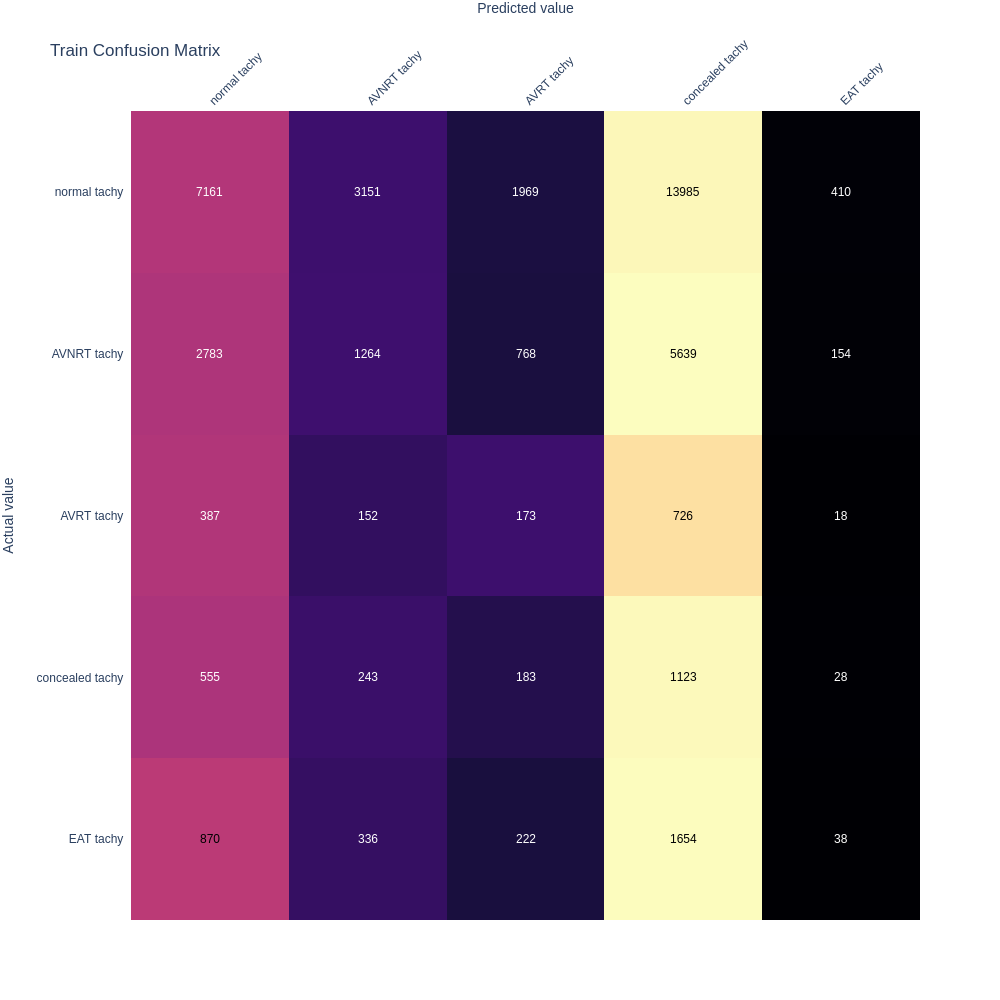 Predicted value
Train Confusion Matrix
normal tachy AVNRT tachy AVRT tachy concealed tachy EAT tachy
normal tachy 7161 3151 1969 13985 410
AVNRT tachy 2783 1264 768 5639 154
Actual value
AVRT tachy 387 152 173 726 18
concealed tachy 555 243 183 1123 28
EAT tachy 870 336 222 1654 38